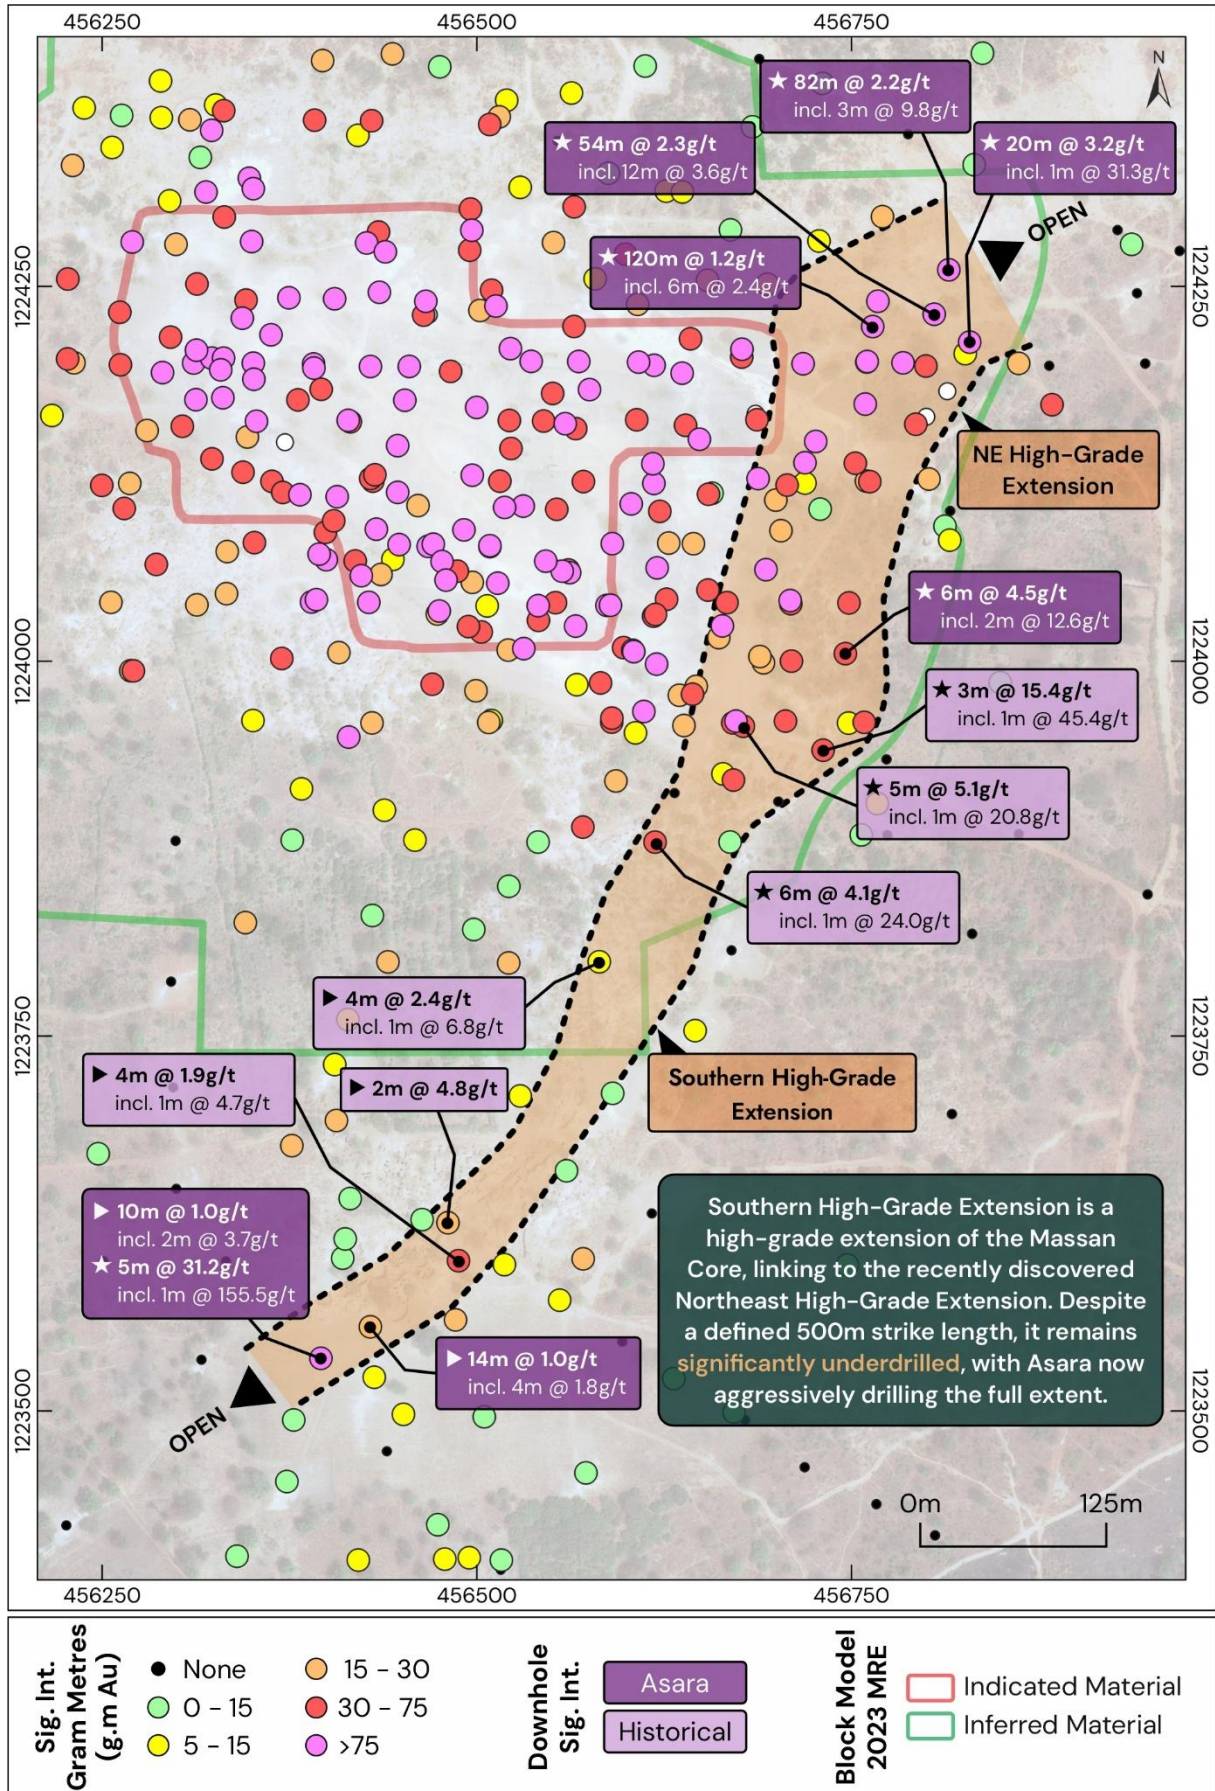 456250
456500
456750
N
★ 82m @ 2.2g/t
incl. 3m @ 9.8g/t
★ 54m @ 2.3g/t
incl. 12m @ 3.6g/t
★ 20m @ 3.2g/t
incl. 1m @ 31.3g/t
★ 120m @ 1.2g/t
incl. 6m @ 2.4g/t
OPEN
1224250
1224250
NE High-Grade
Extension
★ 6m @ 4.5g/t
incl. 2m @ 12.6g/t
1224000
1224000
★ 3m @ 15.4g/t
incl. 1m @ 45.4g/t
★ 5m @ 5.1g/t
incl. 1m @ 20.8g/t
★ 6m @ 4.1g/t
incl. 1m @ 24.0g/t
▶ 4m @ 2.4g/t
incl. 1m @ 6.8g/t
1223750
1223750
▶ 4m @ 1.9g/t
incl. 1m @ 4.7g/t
▶ 2m @ 4.8g/t
Southern High-Grade
Extension
▶ 10m @ 1.0g/t
incl. 2m @ 3.7g/t
★ 5m @ 31.2g/t
incl. 1m @ 155.5g/t
Southern High-Grade Extension is a
high-grade extension of the Massan
Core, linking to the recently discovered
Northeast High-Grade Extension. Despite
a defined 500m strike length, it remains
significantly underdrilled, with Asara now
aggressively drilling the full extent.
▶ 14m @ 1.0g/t
incl. 4m @ 1.8g/t
OPEN
1223500
1223500
0m 125m
456250
456500
456750
Sig. Int.
Gram Metres
(g.m Au)
None
0 - 15
5 - 15
15 - 30
30 - 75
>75
Downhole
Sig. Int.
Asara
Historical
Block Model
2023 MRE
Indicated Material
Inferred Material